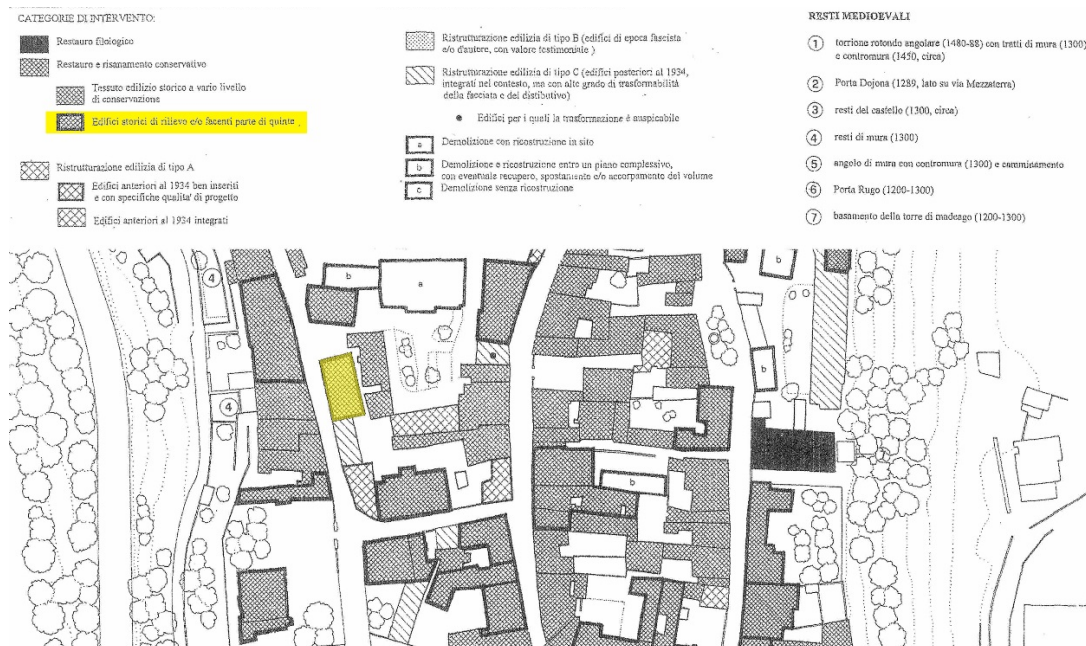 CATEGORIE DI INTERVENTO:
Restauro filologico
Restauro e risanamento conservativo
Tessuto edilizio storico a vario livello
di conservazione
Edifici storici di rilievo e/o facenti parte di quinte
Ristrutturazione edilizia di tipo A
Edifici anteriori al 1934 ben inseriti
e con specifiche qualita' di progetto
Edifici anteriori al 1934 integrati
Ristrutturazione edilizia di tipo B (edifici di epoca fascista
e/o d'autore, con valore testimoniale )
Ristrutturazione edilizia di tipo C (edifici posteriori al 1934,
integrati nel contesto, ma con alto grado di trasformabilità
della facciata e del distributivo)
Edifici per i quali la trasformazione è auspicabile
a Demolizione con ricostruzione in sito
b Demolizione e ricostruzione entro un piano complessivo,
con eventuale recupero, spostamento e/o accorpamento del volume
c Demolizione senza ricostruzione
RESTI MEDIOEVALI
1 torrione rotondo angolare (1480-88) con tratti di mura (1300)
e contromura (1450, circa)
2 Porta Dojona (1289, lato su via Mezzaterra)
3 resti del castello (1300, circa)
4 resti di mura (1300)
5 angolo di mura con contromura (1300) e camminamento
6 Porta Rugo (1200-1300)
7 basamento della torre di madeago (1200-1300)
b
a
b
4
b
4
b
7